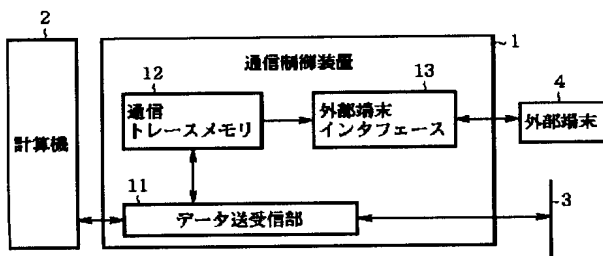 2
1
通信制御装置
12
通信
トレースメモリ
13
外部端末
インタフェース
4
外部端末
計算機
11
データ送受信部
3